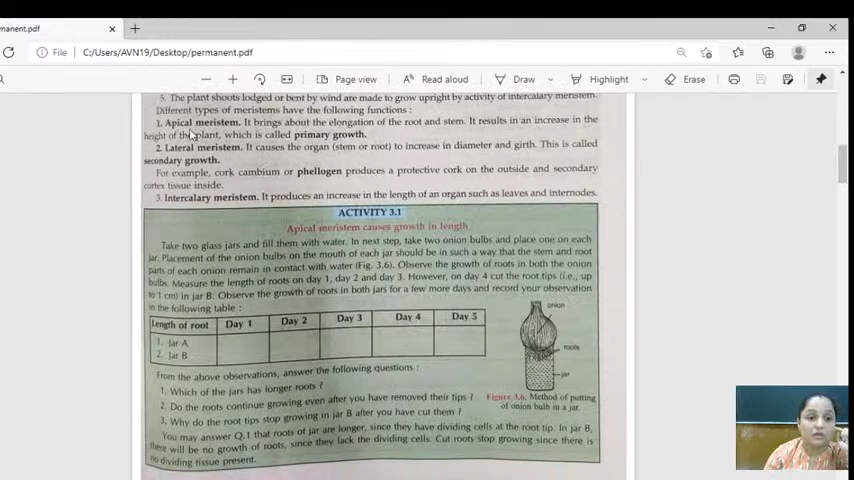 manent.pdf
File C:/Users/AVN19/Desktop/permanent.pdf
Page view Read aloud Draw Highlight Erase
5. The plant shoots lodged or bent by wind are made to grow upright by activity of intercalary meristem.
Different types of meristems have the following functions :
1. Apical meristem. It brings about the elongation of the root and stem. It results in an increase in the
height of the plant, which is called primary growth.
2. Lateral meristem. It causes the organ (stem or root) to increase in diameter and girth. This is called
secondary growth.
For example, cork cambium or phellogen produces a protective cork on the outside and secondary
cortex tissue inside.
3. Intercalary meristem. It produces an increase in the length of an organ such as leaves and internodes.
ACTIVITY 3.1
Apical meristem causes growth in length
Take two glass jars and fill them with water. In next step, take two onion bulbs and place one on each
jar. Placement of the onion bulbs on the mouth of each jar should be in such a way that the stem and root
parts of each onion remain in contact with water (Fig. 3.6). Observe the growth of roots in both the onion
bulbs. Measure the length of roots on day 1, day 2 and day 3. However, on day 4 cut the root tips (i.e., up
to 1 cm) in jar B. Observe the growth of roots in both jars for a few more days and record your observation
in the following table :
Length of root Day 1 Day 2 Day 3 Day 4 Day 5
1. Jar A
2. Jar B
onion
roots
jar
Figure 3.6. Method of putting
of onion bulb in a jar.
From the above observations, answer the following questions :
1. Which of the jars has longer roots ?
2. Do the roots continue growing even after you have removed their tips ?
3. Why do the root tips stop growing in jar B after you have cut them ?
You may answer Q.1 that roots of jar are longer, since they have dividing cells at the root tip. In jar B,
there will be no growth of roots, since they lack the dividing cells. Cut roots stop growing since there is
no dividing tissue present.